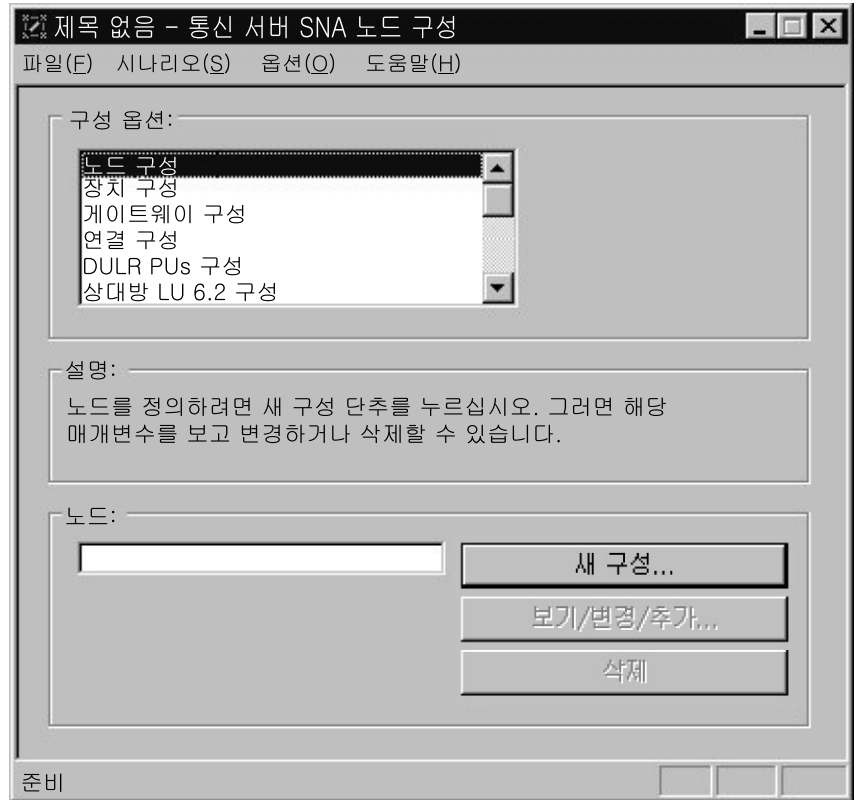 제목 없음 - 통신 서버 SNA 노드 구성
파일(F) 시나리오(S) 옵션(O) 도움말(H)
구성 옵션:
노드 구성
장치 구성
게이트웨이 구성
연결 구성
DULR PUs 구성
상대방 LU 6.2 구성
설명:
노드를 정의하려면 새 구성 단추를 누르십시오. 그러면 해당
매개변수를 보고 변경하거나 삭제할 수 있습니다.
노드:
새 구성...
보기/변경/추가...
삭제
준비